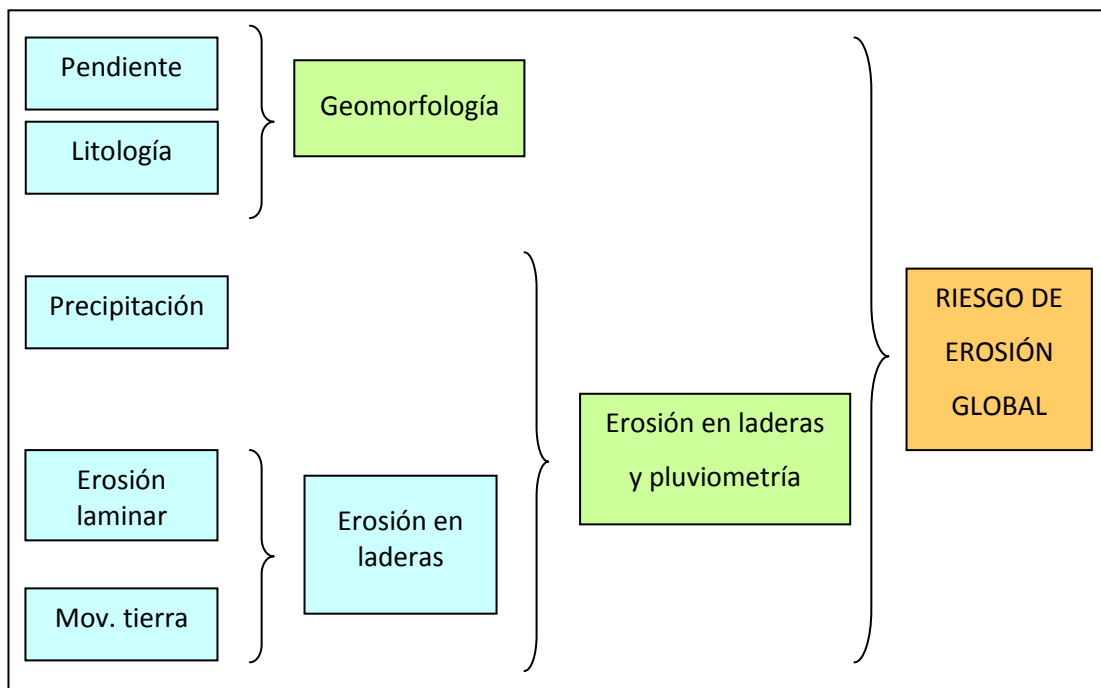 Pendiente
Litología
Geomorfología
Precipitación
Erosión
laminar
Mov. tierra
Erosión en
laderas
Erosión en laderas
y pluviometría
RIESGO DE
EROSIÓN
GLOBAL